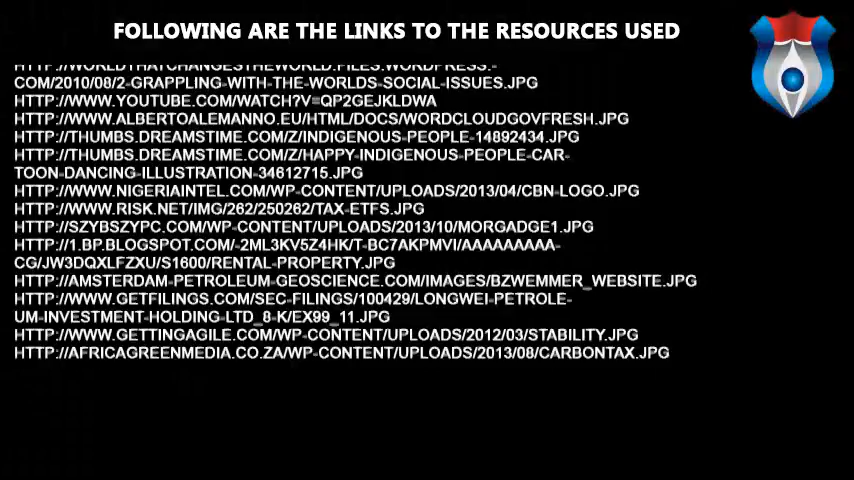 FOLLOWING ARE THE LINKS TO THE RESOURCES USED
HTTP://WORLDTHATCHANGESTHEWORLD.FILES.WORDPRESS.-
COM/2010/08/2-GRAPPLING-WITH-THE-WORLDS-SOCIAL-ISSUES.JPG
HTTP://WWW.YOUTUBE.COM/WATCH?V=QP2GEJKLDWA
HTTP://WWW.ALBERTOALEMANNO.EU/HTML/DOCS/WORDCLOUDGOVFRESH.JPG
HTTP://THUMBS.DREAMSTIME.COM/Z/INDIGENOUS-PEOPLE-14892434.JPG
HTTP://THUMBS.DREAMSTIME.COM/Z/HAPPY-INDIGENOUS-PEOPLE-CAR-
TOON-DANCING-ILLUSTRATION-34612715.JPG
HTTP://WWW.NIGERIAINTEL.COM/WP-CONTENT/UPLOADS/2013/04/CBN-LOGO.JPG
HTTP://WWW.RISK.NET/IMG/262/250262/TAX-ETFS.JPG
HTTP://SZYBSZYPC.COM/WP-CONTENT/UPLOADS/2013/10/MORGADGE1.JPG
HTTP://1.BP.BLOGSPOT.COM/-2ML3KV5Z4HK/T-BC7AKPMVI/AAAAAAAAA-
CG/JW3DQXLFZXU/S1600/RENTAL-PROPERTY.JPG
HTTP://AMSTERDAM-PETROLEUM-GEOSCIENCE.COM/IMAGES/BZWEMMER_WEBSITE.JPG
HTTP://WWW.GETFILINGS.COM/SEC-FILINGS/100429/LONGWEI-PETROLE-
UM-INVESTMENT-HOLDING-LTD_8-K/EX99_11.JPG
HTTP://WWW.GETTINGAGILE.COM/WP-CONTENT/UPLOADS/2012/03/STABILITY.JPG
HTTP://AFRICAGREENMEDIA.CO.ZA/WP-CONTENT/UPLOADS/2013/08/CARBONTAX.JPG